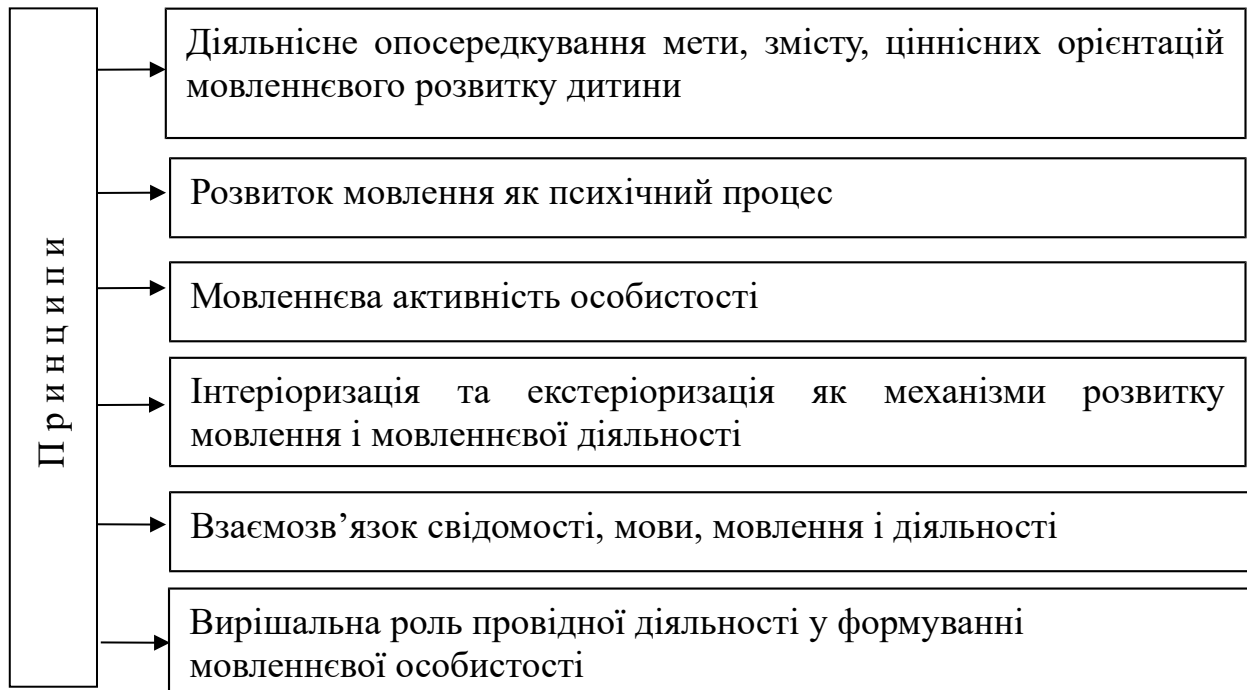 Принципи
Діяльнісне опосередкування мети, змісту, ціннісних орієнтацій
мовленнєвого розвитку дитини
Розвиток мовлення як психічний процес
Мовленнєва активність особистості
Інтеріоризація та екстеріоризація як механізми розвитку
мовлення і мовленнєвої діяльності
Взаємозв’язок свідомості, мови, мовлення і діяльності
Вирішальна роль провідної діяльності у формуванні
мовленнєвої особистості